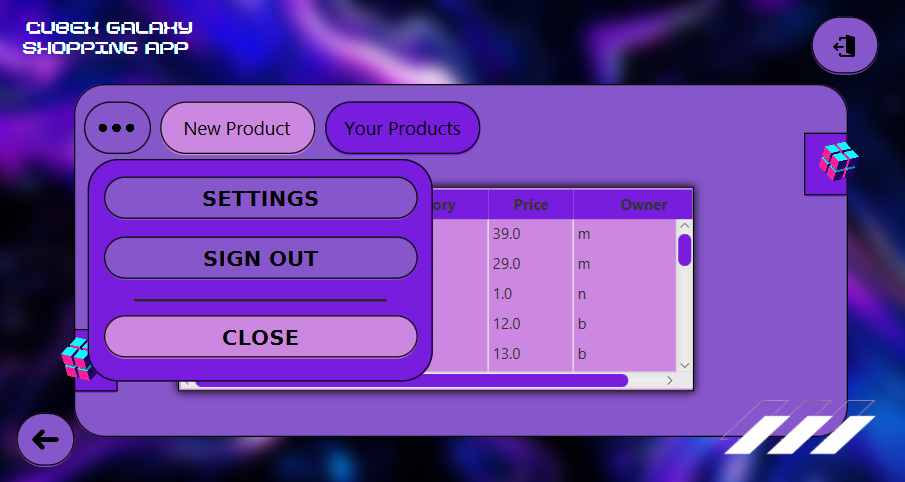 CUBEX GALAXY
SHOPPING APP
New Product
Your Products
SETTINGS
SIGN OUT
CLOSE
ory Price Owner
39.0 m
29.0 m
1.0 n
12.0 b
13.0 b